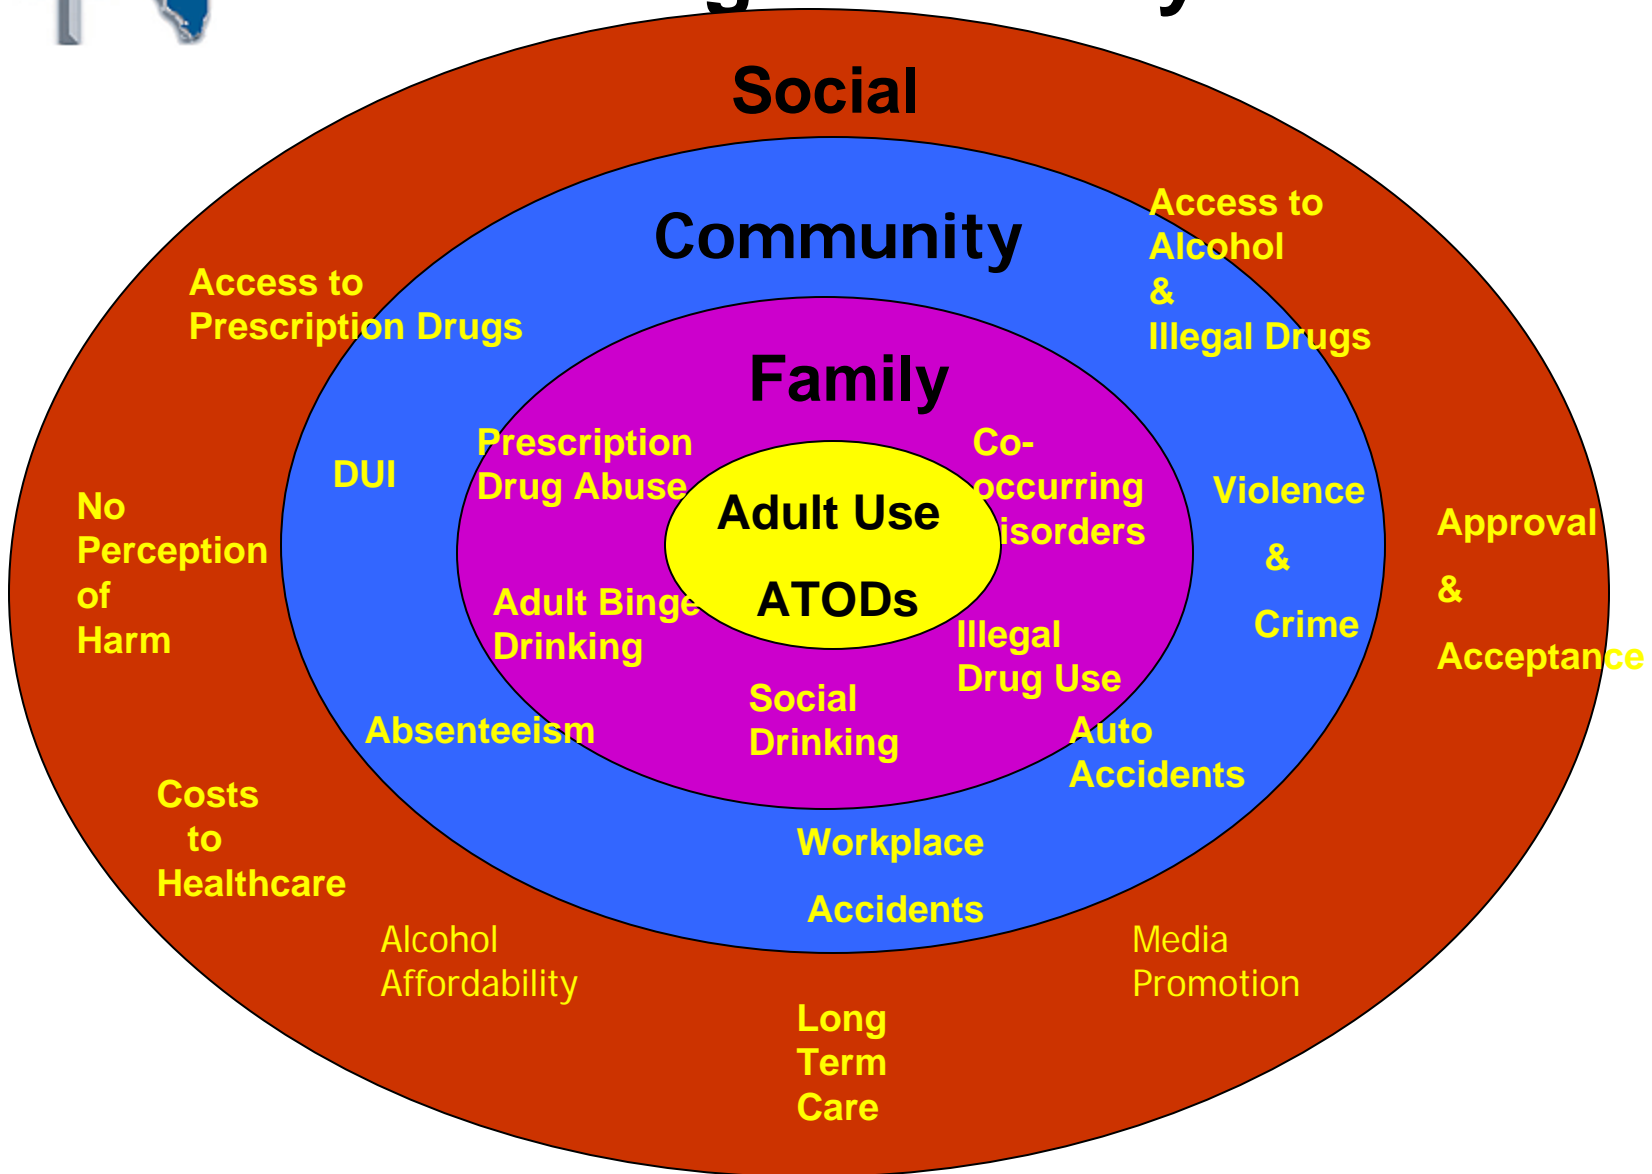 Social
Community
Access to
Alcohol
&
Illegal Drugs
Access to
Prescription Drugs
Family
Prescription
Drug Abuse
Co-
occurring
isorders
DUI
Adult Use
ATODs
Violence
&
Crime
No
Perception
of
Harm
Approval
&
Acceptance
Adult Binge
Drinking
Illegal
Drug Use
Social
Drinking
Absenteeism
Auto
Accidents
Costs
to
Healthcare
Workplace
Accidents
Alcohol
Affordability
Media
Promotion
Long
Term
Care